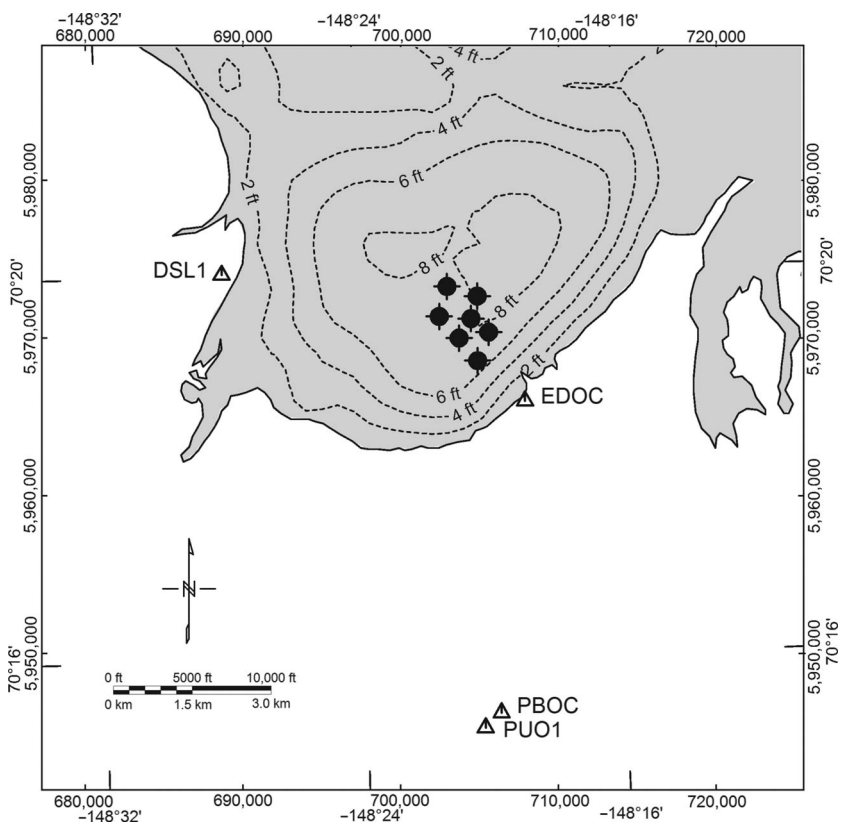 −148°32' −148°24' −148°16'
680,000 690,000 700,000 710,000 720,000
4 ft
2 ft
2
4 ft
6 ft
2 ft
8 ft
8 ft
6 ft
4 ft
2 ft
5,980,000
70°20'
5,970,000
5,960,000
5,950,000
70°16'
5,980,000
70°20'
5,970,000
5,960,000
5,950,000
70°16'
DSL1
EDOC
N
0 ft 5000 ft 10,000 ft
0 km 1.5 km 3.0 km
PBOC
PUO1
680,000 690,000 700,000 710,000 720,000
−148°32' −148°24' −148°16'